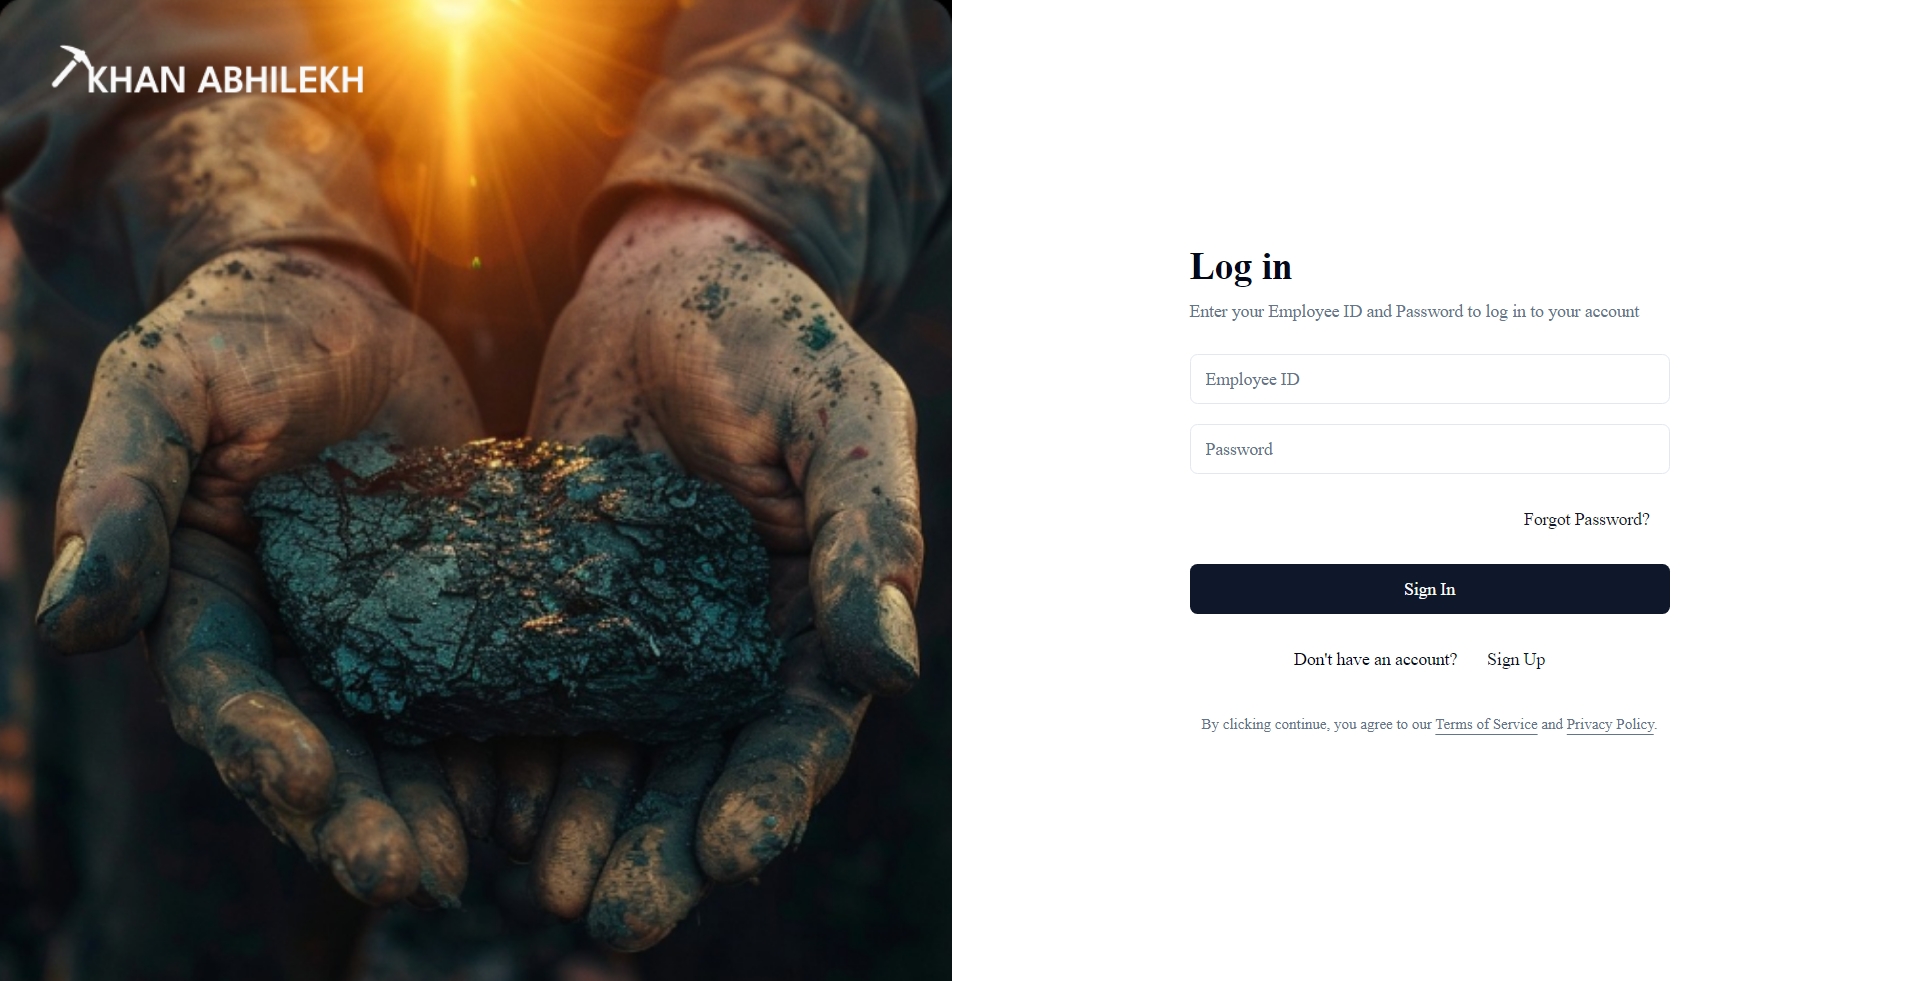 KHAN ABHILEKH
Log in
Enter your Employee ID and Password to log in to your account
Employee ID
Password
Forgot Password?
Sign In
Don't have an account? Sign Up
By clicking continue, you agree to our Terms of Service and Privacy Policy.